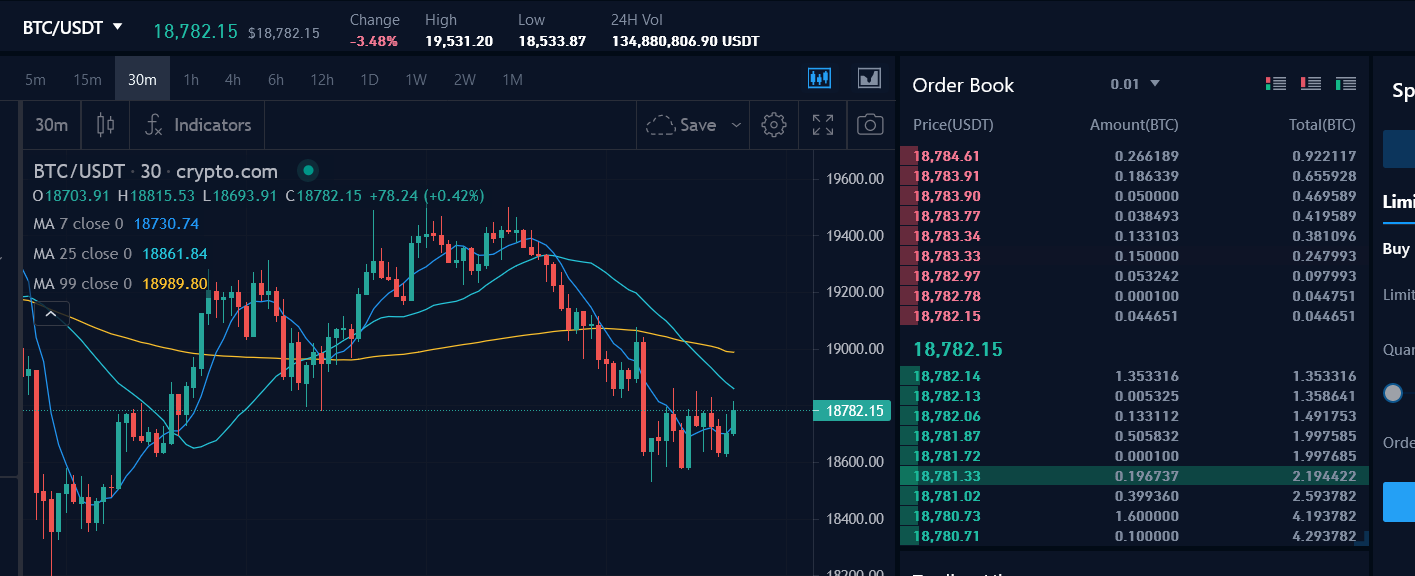 BTC/USDT 18,782.15 $18,782.15
Change High Low 24H Vol
-3.48% 19,531.20 18,533.87 134,880,806.90 USDT
5m 15m 30m 1h 4h 6h 12h 1D 1W 2W 1M
30m Indicators Save
BTC/USDT · 30 · crypto.com
O18703.91 H18815.53 L18693.91 C18782.15 +78.24 (+0.42%)
MA 7 close 0 18730.74
MA 25 close 0 18861.84
MA 99 close 0 18989.80
19600.00
19400.00
19200.00
19000.00
18782.15
18600.00
18400.00
18200.00
Order Book 0.01
Price(USDT) Amount(BTC) Total(BTC)
18,784.61 0.266189 0.922117
18,783.91 0.186339 0.655928
18,783.90 0.050000 0.469589
18,783.77 0.038493 0.419589
18,783.34 0.133103 0.381096
18,783.33 0.150000 0.247993
18,782.97 0.053242 0.097993
18,782.78 0.000100 0.044751
18,782.15 0.044651 0.044651
18,782.15
18,782.14 1.353316 1.353316
18,782.13 0.005325 1.358641
18,782.06 0.133112 1.491753
18,781.87 0.505832 1.997585
18,781.72 0.000100 1.997685
18,781.33 0.196737 2.194422
18,781.02 0.399360 2.593782
18,780.73 1.600000 4.193782
18,780.71 0.100000 4.293782
Sp
Limi
Buy
Limit
Quan
Orde